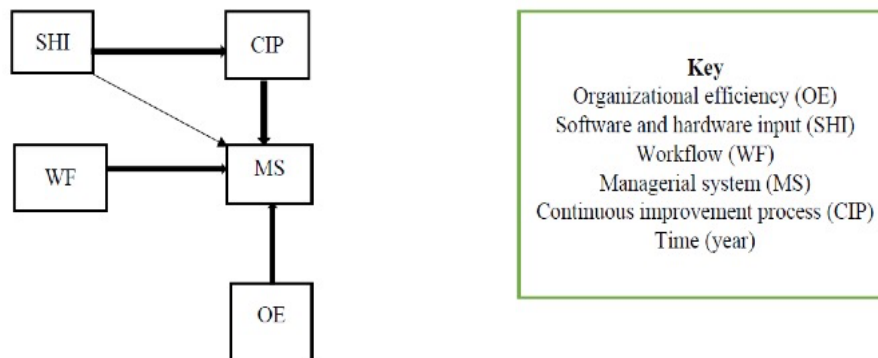 SHI
CIP
WF
MS
OE
Key
Organizational efficiency (OE)
Software and hardware input (SHI)
Workflow (WF)
Managerial system (MS)
Continuous improvement process (CIP)
Time (year)